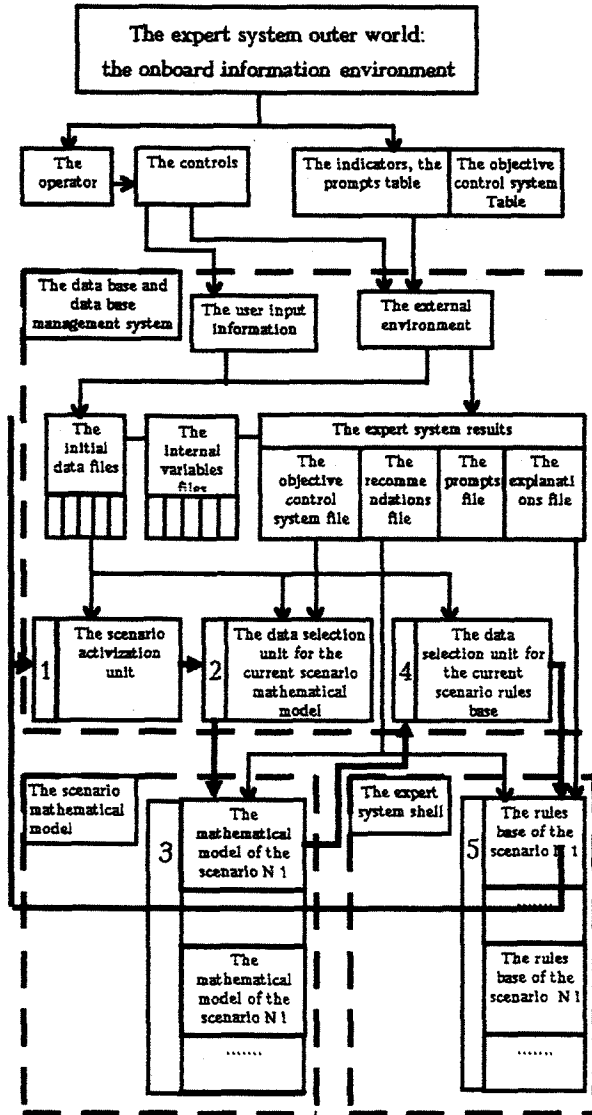 The expert system outer world:
the onboard information environment
The
operator
The controls
The indicators, the
prompts table
The objective
control system
Table
The data base and
data base
management system
The user input
information
The external
environment
The
initial
data files
The
internal
variables
files
The expert system results
The
objective
control
system file
The
recomme
ndations
file
The
prompts
file
The
explanati
ons file
1
The scenario
activization
unit
2
The data selection
unit for the
current scenario
mathematical
model
4
The data
selection unit for
the current
scenario rules
base
The scenario
mathematical
model
3
The
mathematical
model of the
scenario N 1
The
mathematical
model of the
scenario N 1
.......
The expert
system shell
5
The rules
base of the
scenario N 1
.......
The rules
base of the
scenario N 1
.......